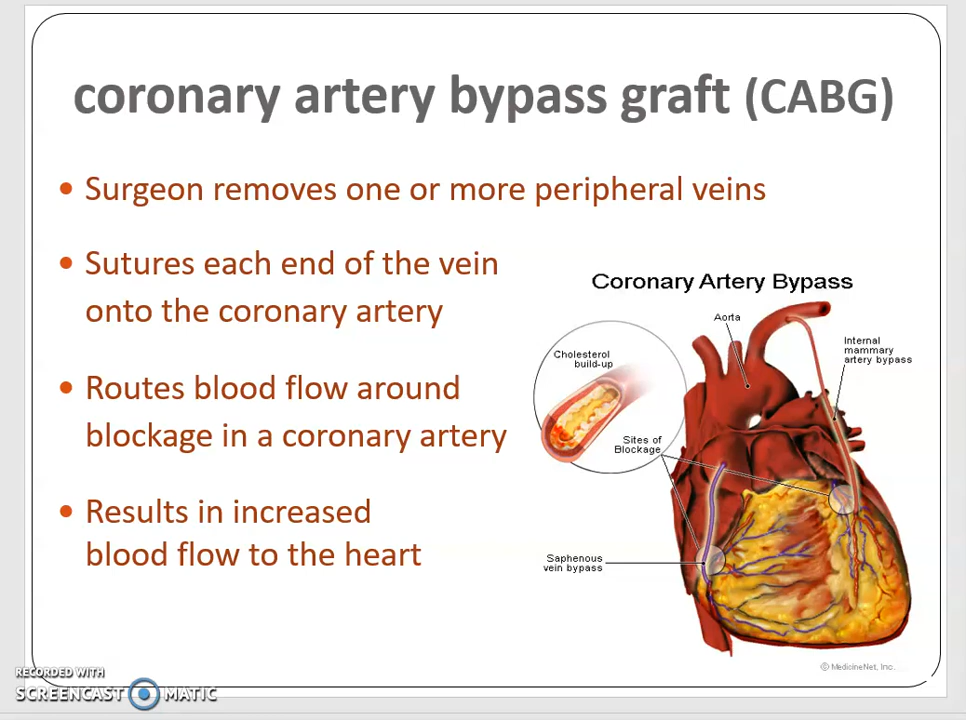 coronary artery bypass graft (CABG)
• Surgeon removes one or more peripheral veins
• Sutures each end of the vein
onto the coronary artery
• Routes blood flow around
blockage in a coronary artery
• Results in increased
blood flow to the heart
Coronary Artery Bypass
Aorta
Internal
mammary
artery bypass
Cholesterol
build-up
Sites of
Blockage
Saphenous
vein bypass
© MedicineNet, Inc.
RECORDED WITH
SCREENCAST MATIC